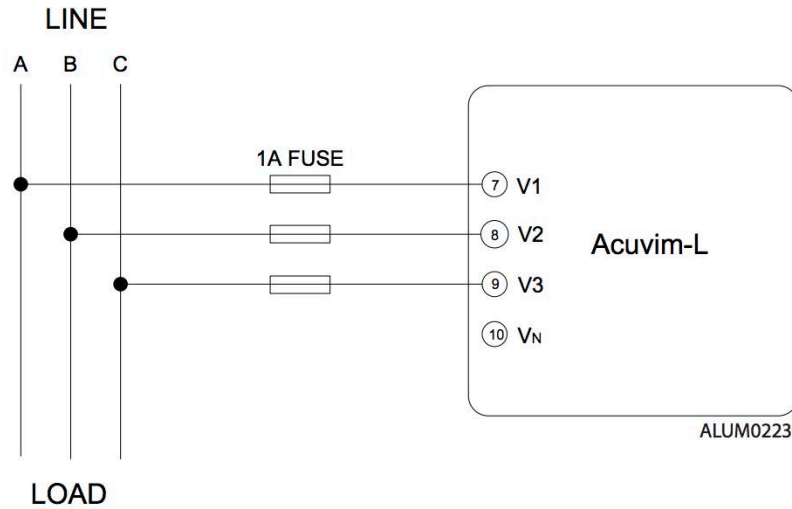 LINE
A B C
1A FUSE
7 V1
8 V2
Acuvim-L
9 V3
10 VN
ALUM0223
LOAD